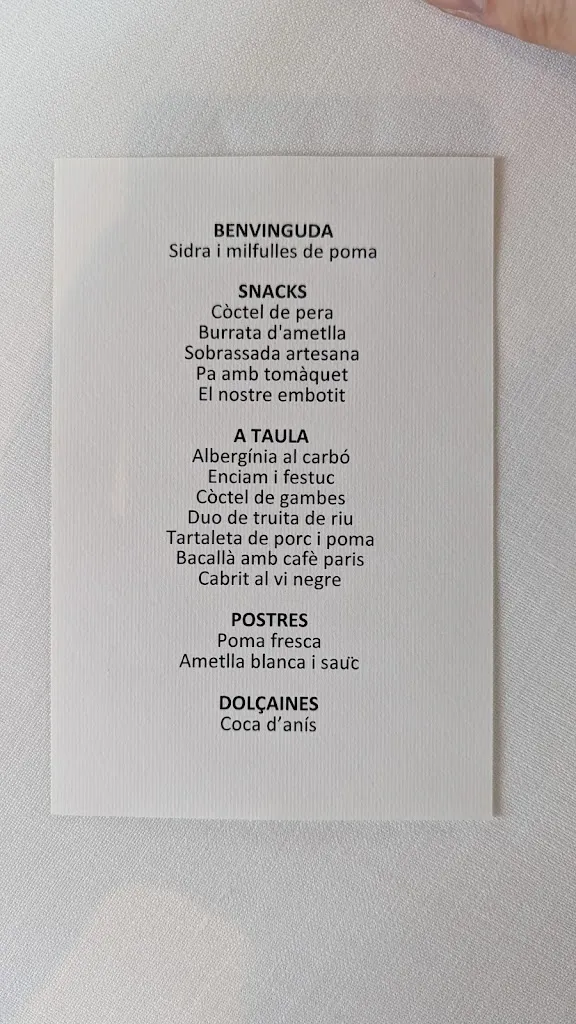 BENVINGUDA
Sidra i milfulles de poma
SNACKS
Còctel de pera
Burrata d'ametlla
Sobrassada artesana
Pa amb tomàquet
El nostre embotit
A TAULA
Albergínia al carbó
Enciam i festuc
Còctel de gambes
Duo de truita de riu
Tartaleta de porc i poma
Bacallà amb cafè paris
Cabrit al vi negre
POSTRES
Poma fresca
Ametlla blanca i saüc
DOLÇAINES
Coca d’anís